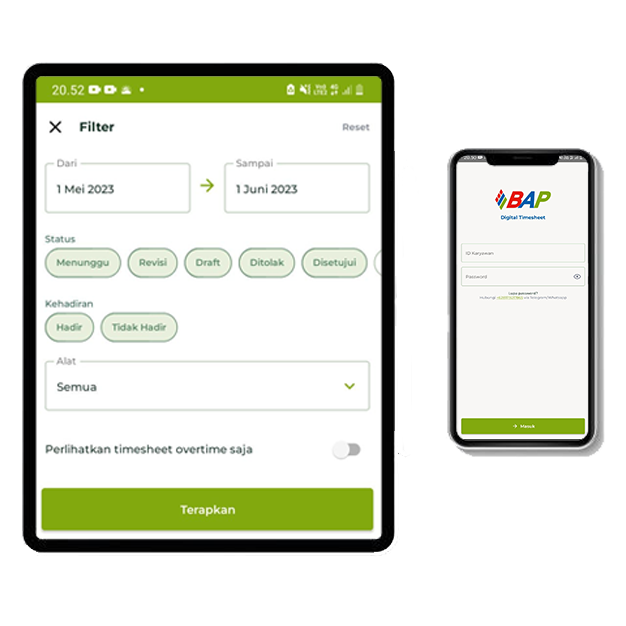 20.52
Filter
Reset
Dari
Sampai
1 Mei 2023
1 Juni 2023
Status
Menunggu
Revisi
Draft
Ditolak
Disetujui
Kehadiran
Hadir
Tidak Hadir
Alat
Semua
Perlihatkan timesheet overtime saja
Terapkan
20.50
BAP
Digital Timesheet
ID Karyawan
Password
Lupa password?
Masuk